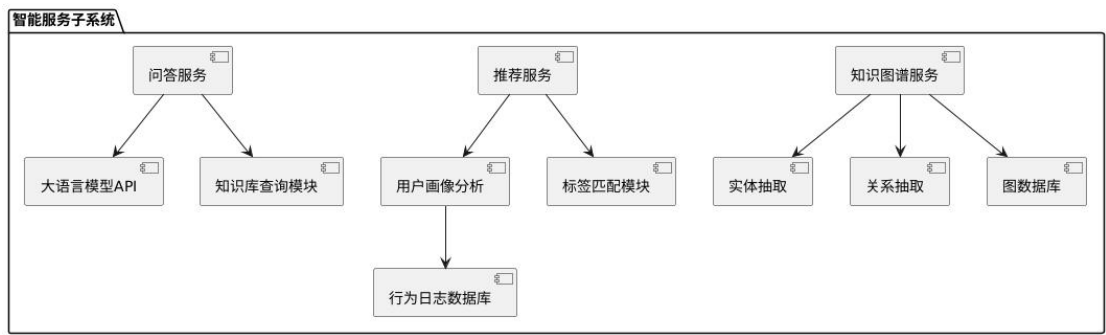 智能服务子系统
问答服务
推荐服务
知识图谱服务
大语言模型API
知识库查询模块
用户画像分析
标签匹配模块
实体抽取
关系抽取
图数据库
行为日志数据库